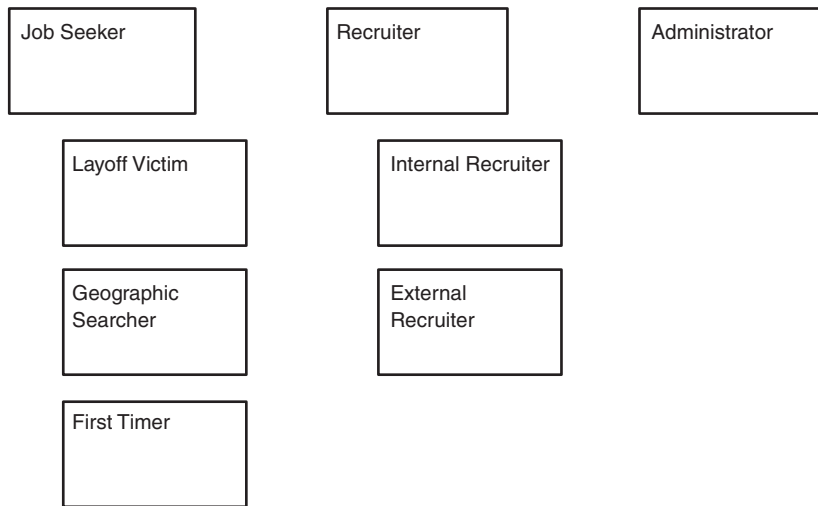 Job Seeker
Recruiter
Administrator
Layoff Victim
Internal Recruiter
Geographic
Searcher
External
Recruiter
First Timer